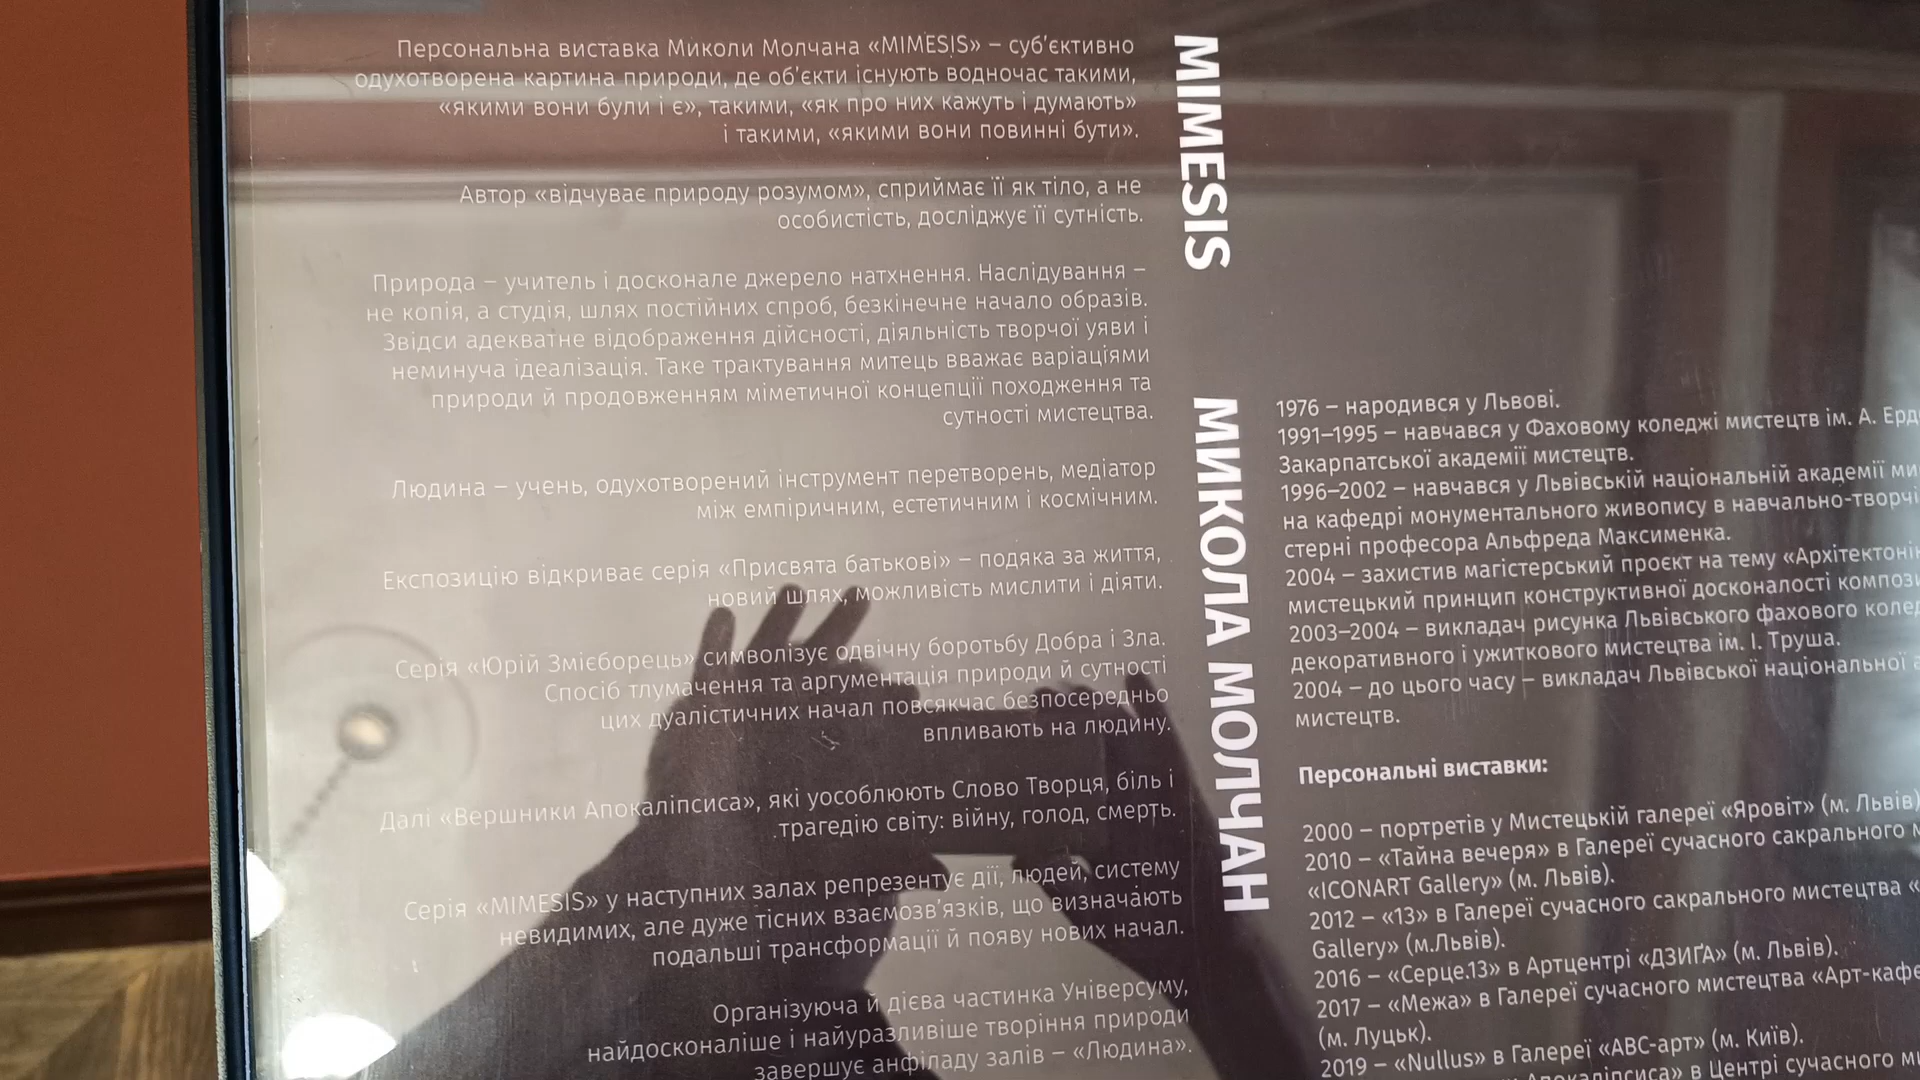 Персональна виставка Миколи Молчана «MIMESIS» – суб’єктивно
одухотворена картина природи, де об’єкти існують водночас такими,
«якими вони були і є», такими, «як про них кажуть і думають»
і такими, «якими вони повинні бути».
Автор «відчуває природу розумом», сприймає її як тіло, а не
особистість, досліджує її сутність.
Природа – учитель і досконале джерело натхнення. Наслідування –
не копія, а студія, шлях постійних спроб, безкінечне начало образів.
Звідси адекватне відображення дійсності, діяльність творчої уяви і
неминуча ідеалізація. Таке трактування митець вважає варіаціями
природи й продовженням міметичної концепції походження та
сутності мистецтва.
Людина – учень, одухотворений інструмент перетворень, медіатор
між емпіричним, естетичним і космічним.
Експозицію відкриває серія «Присвята батькові» – подяка за життя,
новий шлях, можливість мислити і діяти.
Серія «Юрій Змієборець» символізує одвічну боротьбу Добра і Зла.
Спосіб тлумачення та аргументація природи й сутності
цих дуалістичних начал повсякчас безпосередньо
впливають на людину.
Далі «Вершники Апокаліпсиса», які уособлюють Слово Творця, біль і
.трагедію світу: війну, голод, смерть.
Серія «MIMESIS» у наступних залах репрезентує дії, людей, систему
невидимих, але дуже тісних взаємозв’язків, що визначають
подальші трансформації й появу нових начал.
Організуюча й дієва частинка Універсуму,
найдосконаліше і найуразливіше творіння природи
завершує анфіладу залів – «Людина».
MIMESIS
МИКОЛА МОЛЧАН
1976 – народився у Львові.
1991–1995 – навчався у Фаховому коледжі мистецтв ім. А. Ерд
Закарпатської академії мистецтв.
1996–2002 – навчався у Львівській національній академії ми
на кафедрі монументального живопису в навчально-творчі
стерні професора Альфреда Максименка.
2004 – захистив магістерський проєкт на тему «Архітектонік
мистецький принцип конструктивної досконалості компози
2003–2004 – викладач рисунка Львівського фахового колед
декоративного і ужиткового мистецтва ім. І. Труша.
2004 – до цього часу – викладач Львівської національної а
мистецтв.
Персональні виставки:
2000 – портретів у Мистецькій галереї «Яровіт» (м. Львів)
2010 – «Тайна вечеря» в Галереї сучасного сакрального м
«ICONART Gallery» (м. Львів).
2012 – «13» в Галереї сучасного сакрального мистецтва «
Gallery» (м.Львів).
2016 – «Серце.13» в Артцентрі «ДЗИҐА» (м. Львів).
2017 – «Межа» в Галереї сучасного мистецтва «Арт-кафе
(м. Луцьк).
2019 – «Nullus» в Галереї «АВС-арт» (м. Київ).
Апокаліпсиса» в Центрі сучасного ми